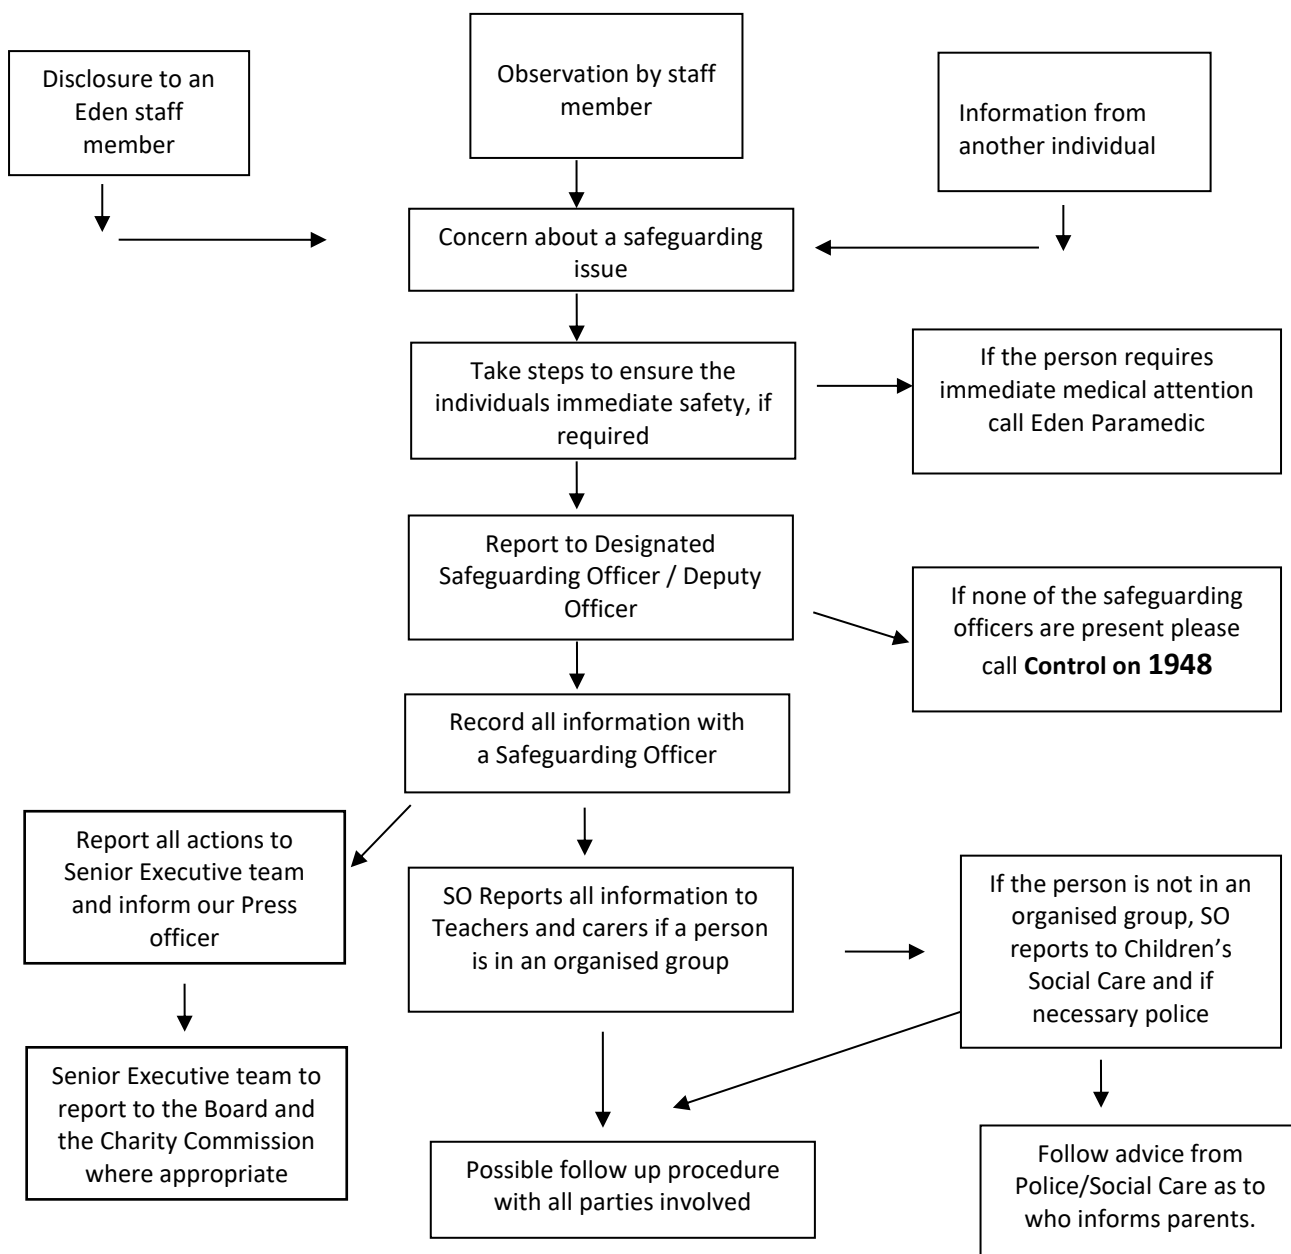 Disclosure to an
Eden staff
member
Observation by staff
member
Information from
another individual
Concern about a safeguarding
issue
Take steps to ensure the
individuals immediate safety, if
required
If the person requires
immediate medical attention
call Eden Paramedic
Report to Designated
Safeguarding Officer / Deputy
Officer
If none of the safeguarding
officers are present please
call Control on 1948
Record all information with
a Safeguarding Officer
Report all actions to
Senior Executive team
and inform our Press
officer
SO Reports all information to
Teachers and carers if a person
is in an organised group
If the person is not in an
organised group, SO
reports to Children’s
Social Care and if
necessary police
Senior Executive team to
report to the Board and
the Charity Commission
where appropriate
Possible follow up procedure
with all parties involved
Follow advice from
Police/Social Care as to
who informs parents.